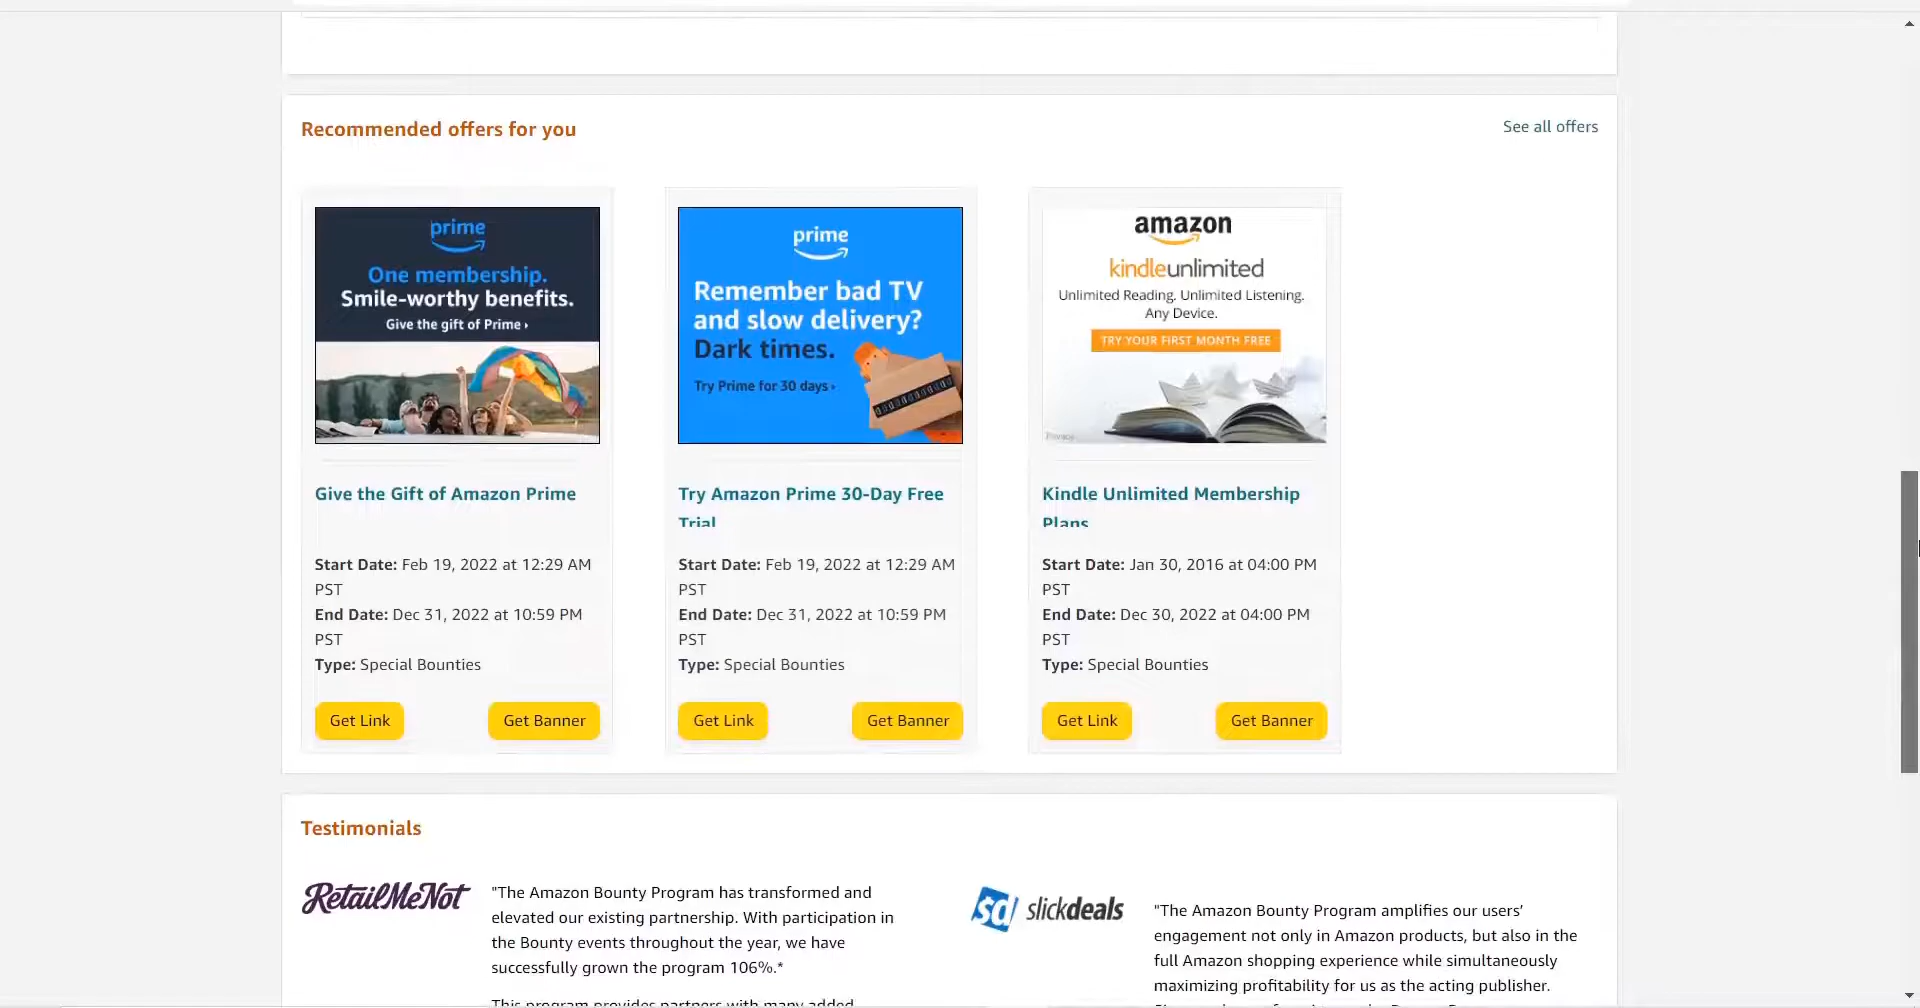 Recommended offers for you
See all offers
prime
One membership.
Smile-worthy benefits.
Give the gift of Prime ›
Give the Gift of Amazon Prime
Start Date: Feb 19, 2022 at 12:29 AM
PST
End Date: Dec 31, 2022 at 10:59 PM
PST
Type: Special Bounties
Get Link
Get Banner
prime
Remember bad TV
and slow delivery?
Dark times.
Try Prime for 30 days ›
Try Amazon Prime 30-Day Free
Trial
Start Date: Feb 19, 2022 at 12:29 AM
PST
End Date: Dec 31, 2022 at 10:59 PM
PST
Type: Special Bounties
Get Link
Get Banner
amazon
kindleunlimited
Unlimited Reading. Unlimited Listening.
Any Device.
TRY YOUR FIRST MONTH FREE
Privacy
Kindle Unlimited Membership
Plans
Start Date: Jan 30, 2016 at 04:00 PM
PST
End Date: Dec 30, 2022 at 04:00 PM
PST
Type: Special Bounties
Get Link
Get Banner
Testimonials
RetailMeNot
"The Amazon Bounty Program has transformed and
elevated our existing partnership. With participation in
the Bounty events throughout the year, we have
successfully grown the program 106%.*
This program provides partners with many added
sd slickdeals
"The Amazon Bounty Program amplifies our users’
engagement not only in Amazon products, but also in the
full Amazon shopping experience while simultaneously
maximizing profitability for us as the acting publisher.